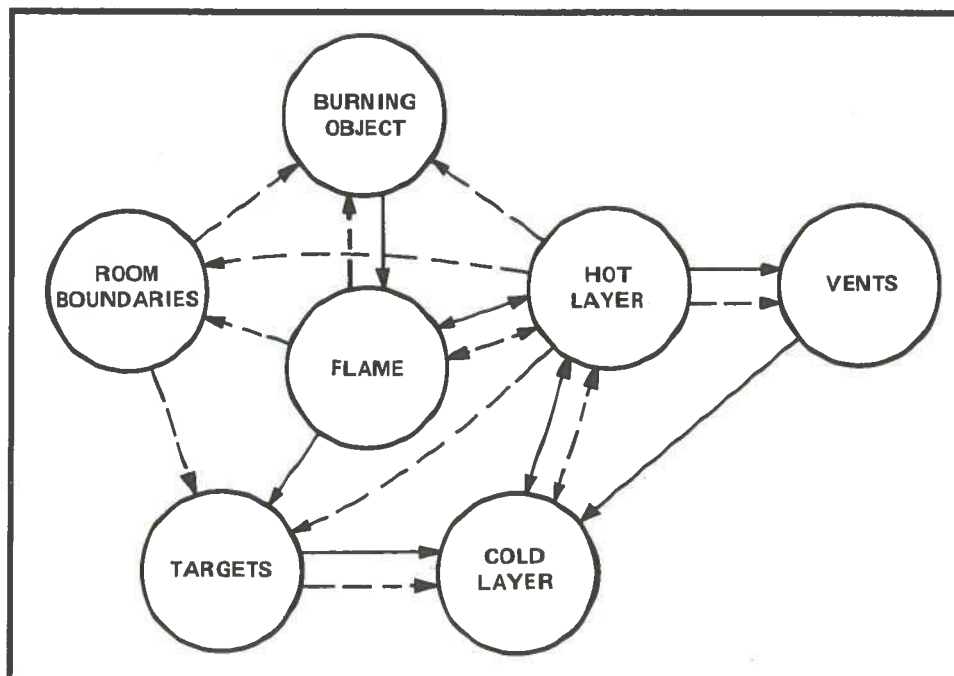 BURNING
OBJECT
ROOM
BOUNDARIES
HOT
LAYER
VENTS
FLAME
TARGETS
COLD
LAYER